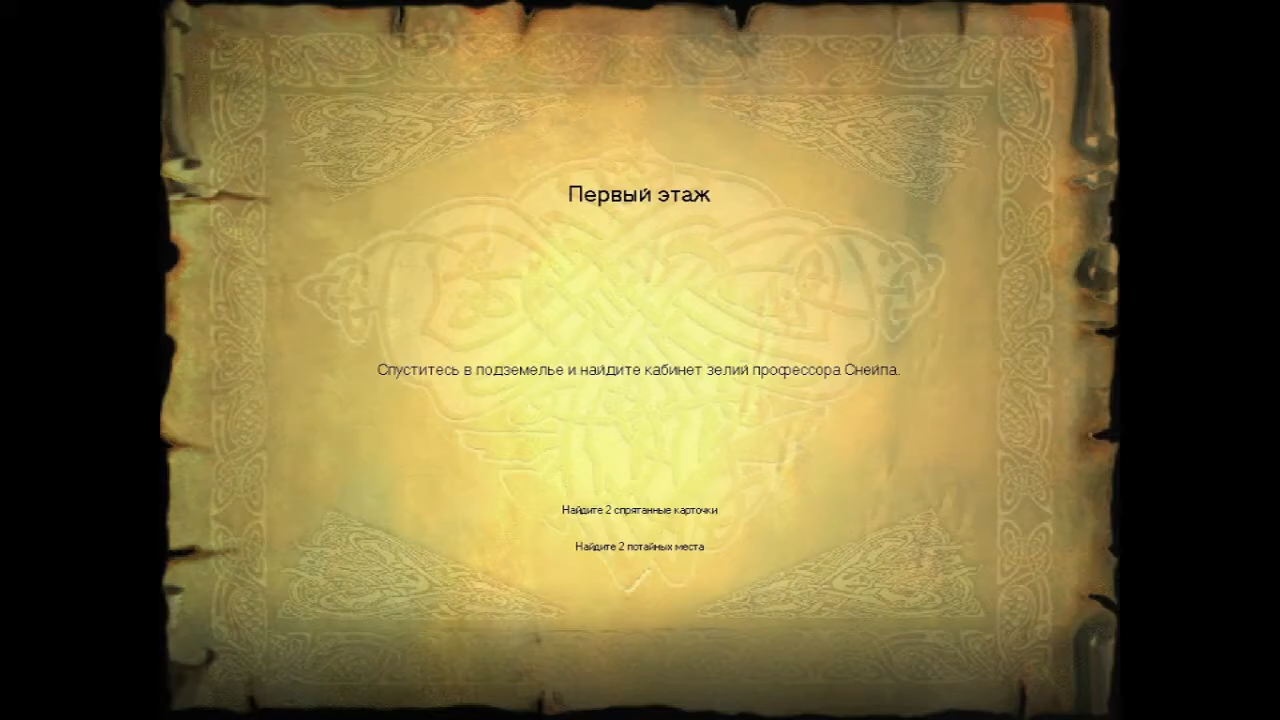 Первый этаж
Спуститесь в подземелье и найдите кабинет зелий профессора Снейпа.
Найдите 2 спрятанные карточки
Найдите 2 потайных места